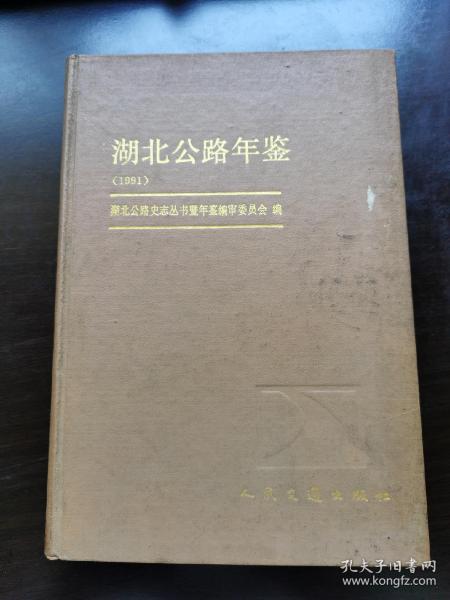 湖北公路年鉴
(1991)
湖北公路史志丛书暨年鉴编审委员会 编
人民交通出版社
孔夫子旧书网
www.kongfz.com